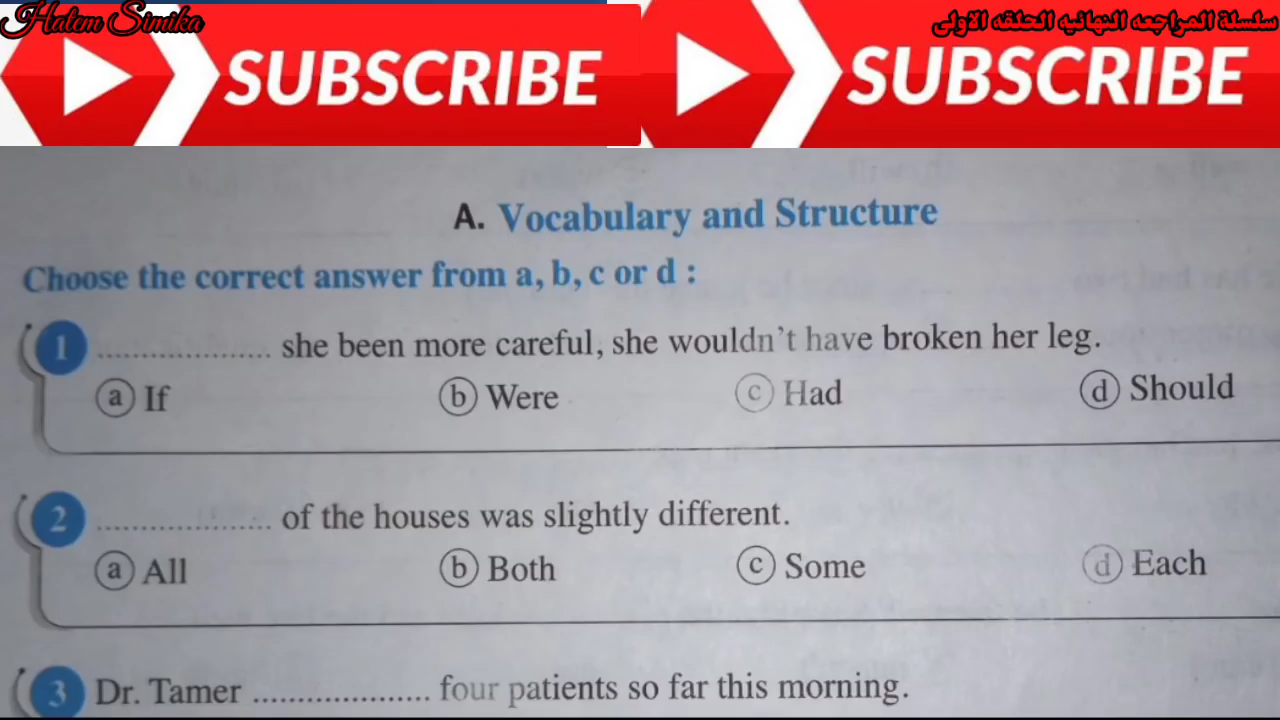 Hatem Simika
سلسلة المراجعه النهائيه الحلقه الاولى
SUBSCRIBE
SUBSCRIBE
A. Vocabulary and Structure
Choose the correct answer from a, b, c or d :
1 .................... she been more careful, she wouldn't have broken her leg.
a If b Were c Had d Should
2 .................... of the houses was slightly different.
a All b Both c Some d Each
3 Dr. Tamer .................... four patients so far this morning.